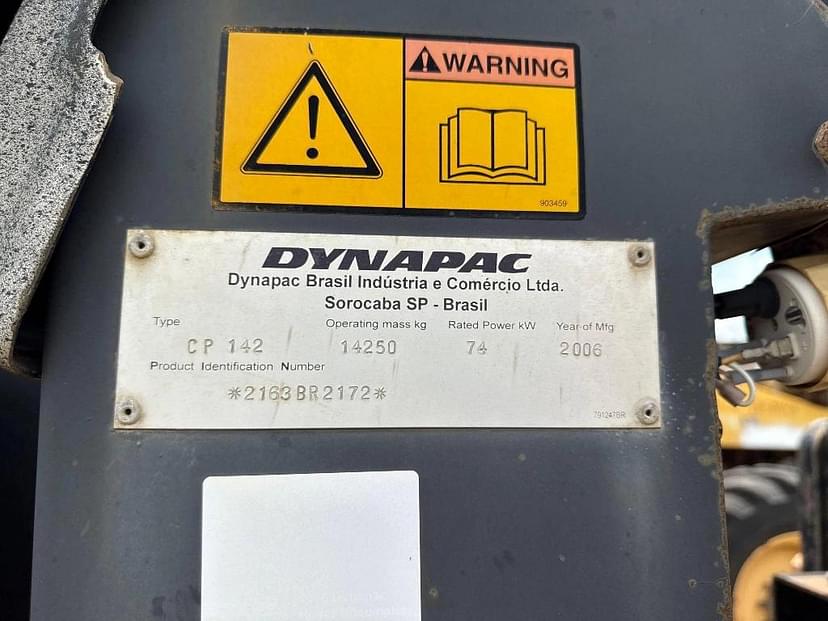 WARNING
903459
DYNAPAC
Dynapac Brasil Indústria e Comércio Ltda.
Sorocaba SP - Brasil
Type Operating mass kg Rated Power kW Year of Mfg
CP 142 14250 74 2006
Product Identification Number
*2163BR2172*
791247BR